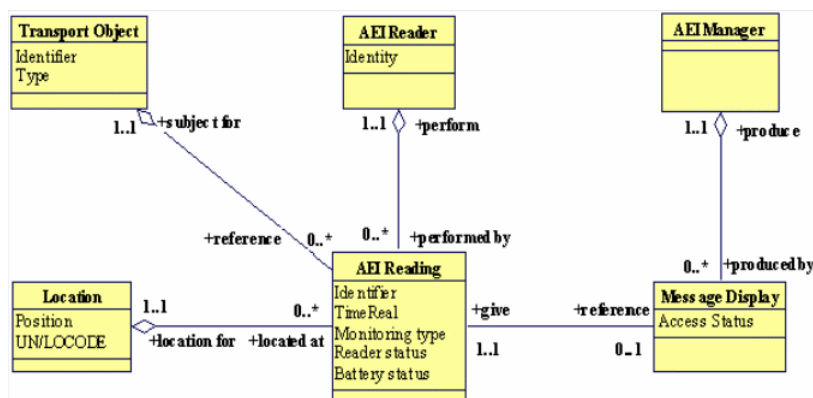 Transport Object
Identifier
Type
AEI Reader
Identity
AEI Manager
1..1
+subject for
1..1
+perform
1..1
+produce
+reference
0..*
0..*
+performed by
0..*
+produced by
Location
Position
UN/LOCODE
1..1
+location for
0..*
+located at
AEI Reading
Identifier
TimeReal
Monitoring type
Reader status
Battery status
+give
1..1
+reference
0...1
Message Display
Access Status